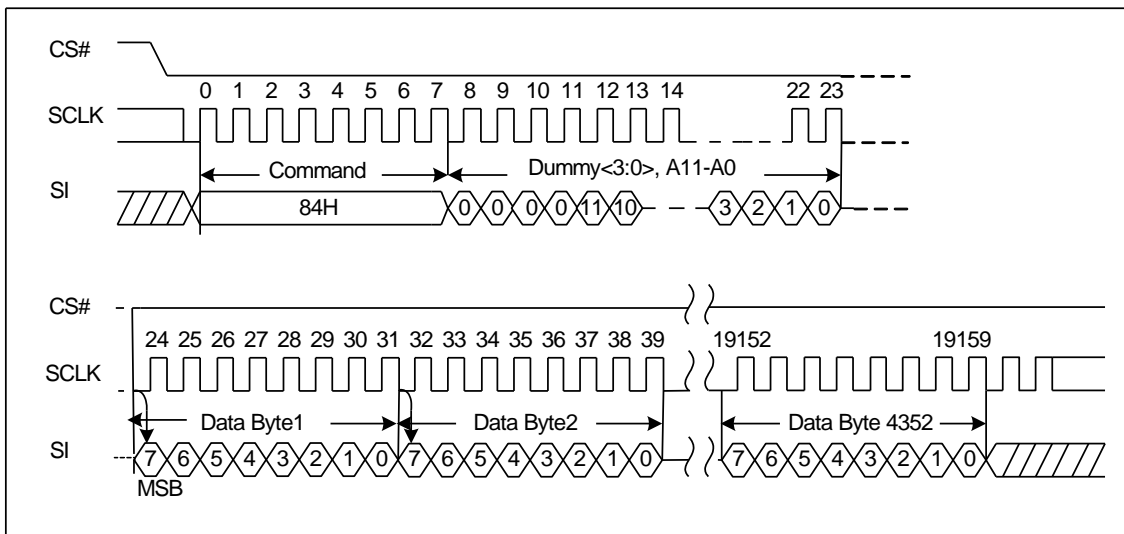 CS#
0 1 2 3 4 5 6 7 8 9 10 11 12 13 14 22 23
SCLK
Command Dummy<3:0>, A11-A0
SI
84H 0 0 0 0 11 10 3 2 1 0
CS#
24 25 26 27 28 29 30 31 32 33 34 35 36 37 38 39 19152 19159
SCLK
Data Byte1 Data Byte2 Data Byte 4352
SI 7 6 5 4 3 2 1 0 7 6 5 4 3 2 1 0 7 6 5 4 3 2 1 0
MSB